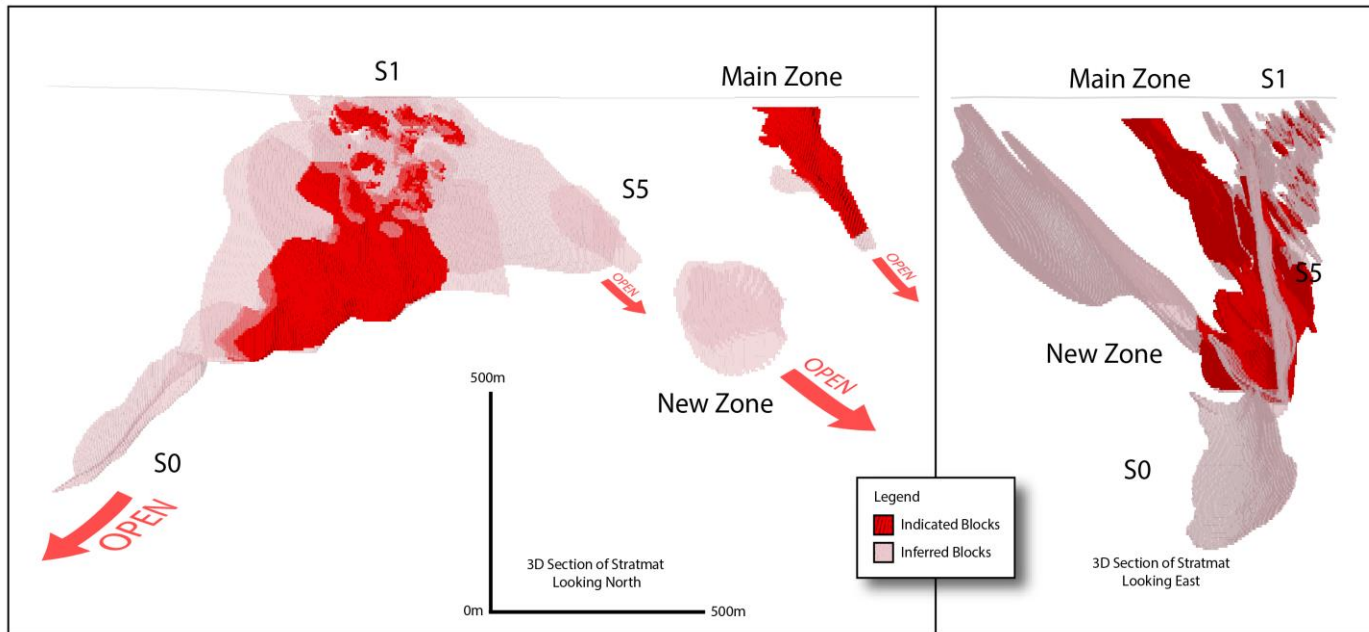 S1
Main Zone
S5
OPEN
OPEN
OPEN
New Zone
S0
OPEN
500m
0m
500m
3D Section of Stratmat
Looking North
Legend
Indicated Blocks
Inferred Blocks
Main Zone
S1
S5
New Zone
S0
3D Section of Stratmat
Looking East